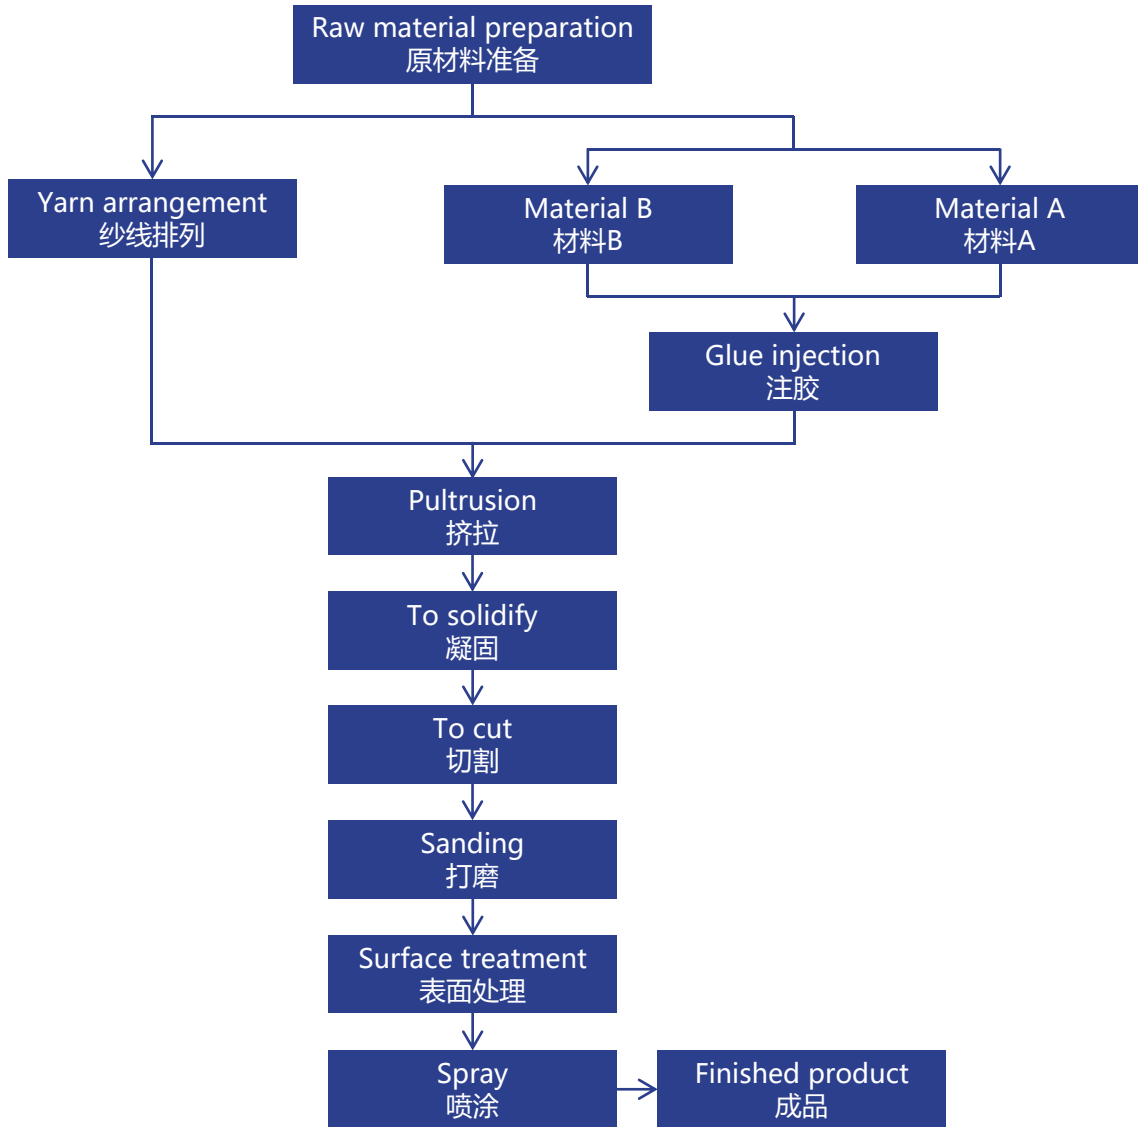 Raw material preparation
原材料准备
Yarn arrangement
纱线排列
Material B
材料B
Material A
材料A
Glue injection
注胶
Pultrusion
挤拉
To solidify
凝固
To cut
切割
Sanding
打磨
Surface treatment
表面处理
Spray
喷涂
Finished product
成品